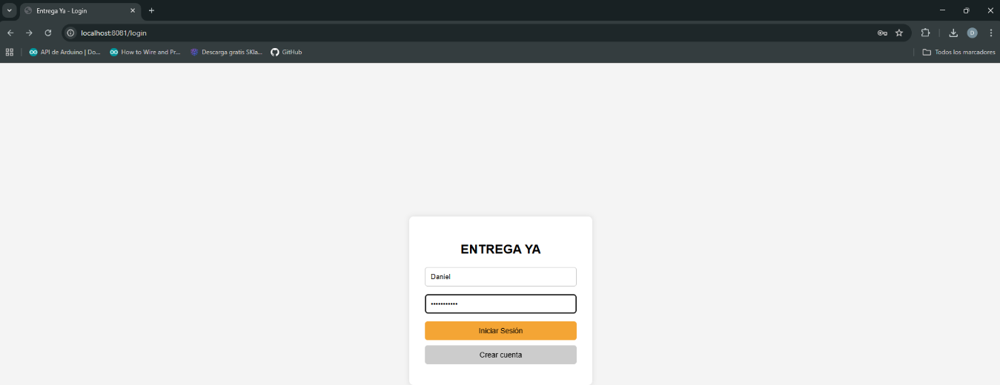 Entrega Ya - Login
localhost:8081/login
API de Arduino | Do... How to Wire and Pr... Descarga gratis SKla... GitHub Todos los marcadores
D
ENTREGA YA
Daniel
•••••••••••
Iniciar Sesión
Crear cuenta